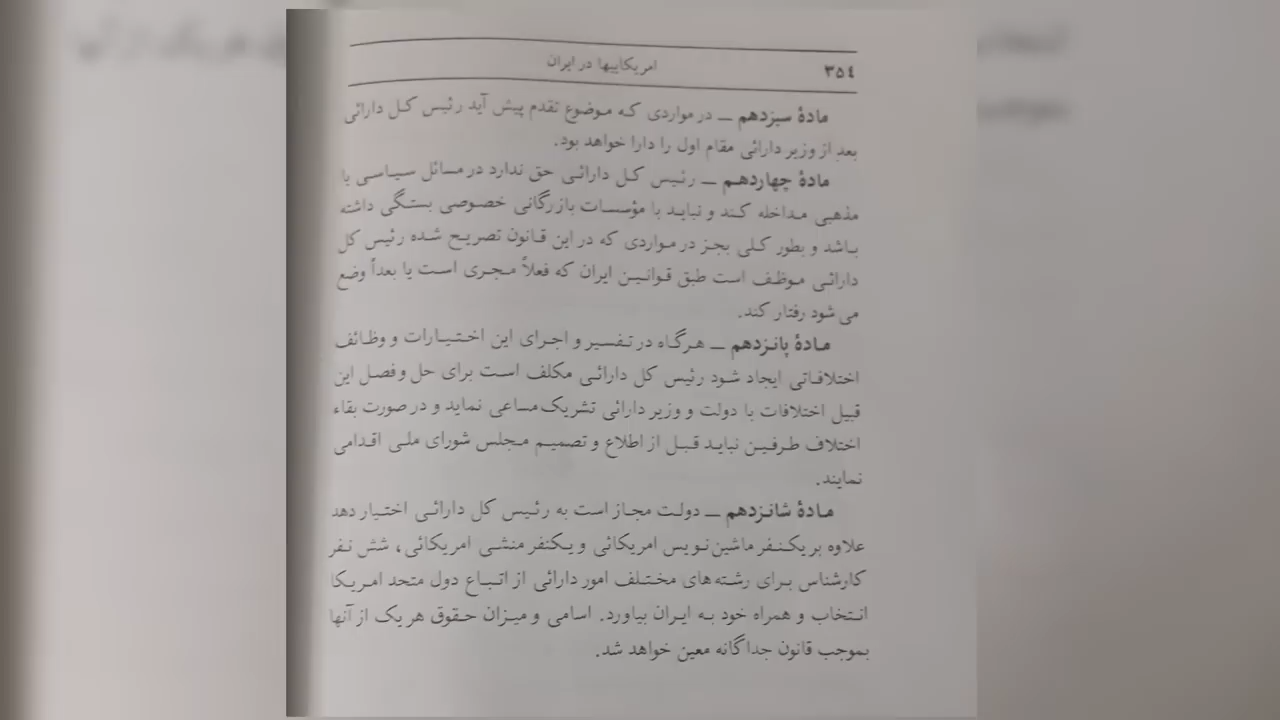 ۳۵٤
امریکاییها در ایران
مادهٔ سیزدهم ــ در مواردی که موضوع تقدم پیش آید رئیس کل دارائی
بعد از وزیر دارائی مقام اول را دارا خواهد بود.
مادهٔ چهاردهم ــ رئیس کل دارائی حق ندارد در مسائل سیاسی یا
مذهبی مداخله کند و نباید با مؤسسات بازرگانی خصوصی بستگی داشته
باشد و بطور کلی بجز در مواردی که در این قانون تصریح شده رئیس کل
دارائی موظف است طبق قوانین ایران که فعلاً مجری است یا بعداً وضع
می شود رفتار کند.
مادهٔ پانزدهم ــ هرگاه در تفسیر و اجرای این اختیارات و وظائف
اختلافاتی ایجاد شود رئیس کل دارائی مکلف است برای حل وفصل این
قبیل اختلافات با دولت و وزیر دارائی تشریک مساعی نماید و در صورت بقاء
اختلاف طرفین نباید قبل از اطلاع و تصمیم مجلس شورای ملی اقدامی
نمایند.
مادهٔ شانزدهم ــ دولت مجاز است به رئیس کل دارائی اختیار دهد
علاوه بر یکنفر ماشین نویس امریکائی و یکنفر منشی امریکائی، شش نفر
کارشناس برای رشته های مختلف امور دارائی از اتباع دول متحد امریکا
انتخاب و همراه خود به ایران بیاورد. اسامی و میزان حقوق هر یک از آنها
بموجب قانون جداگانه معین خواهد شد.